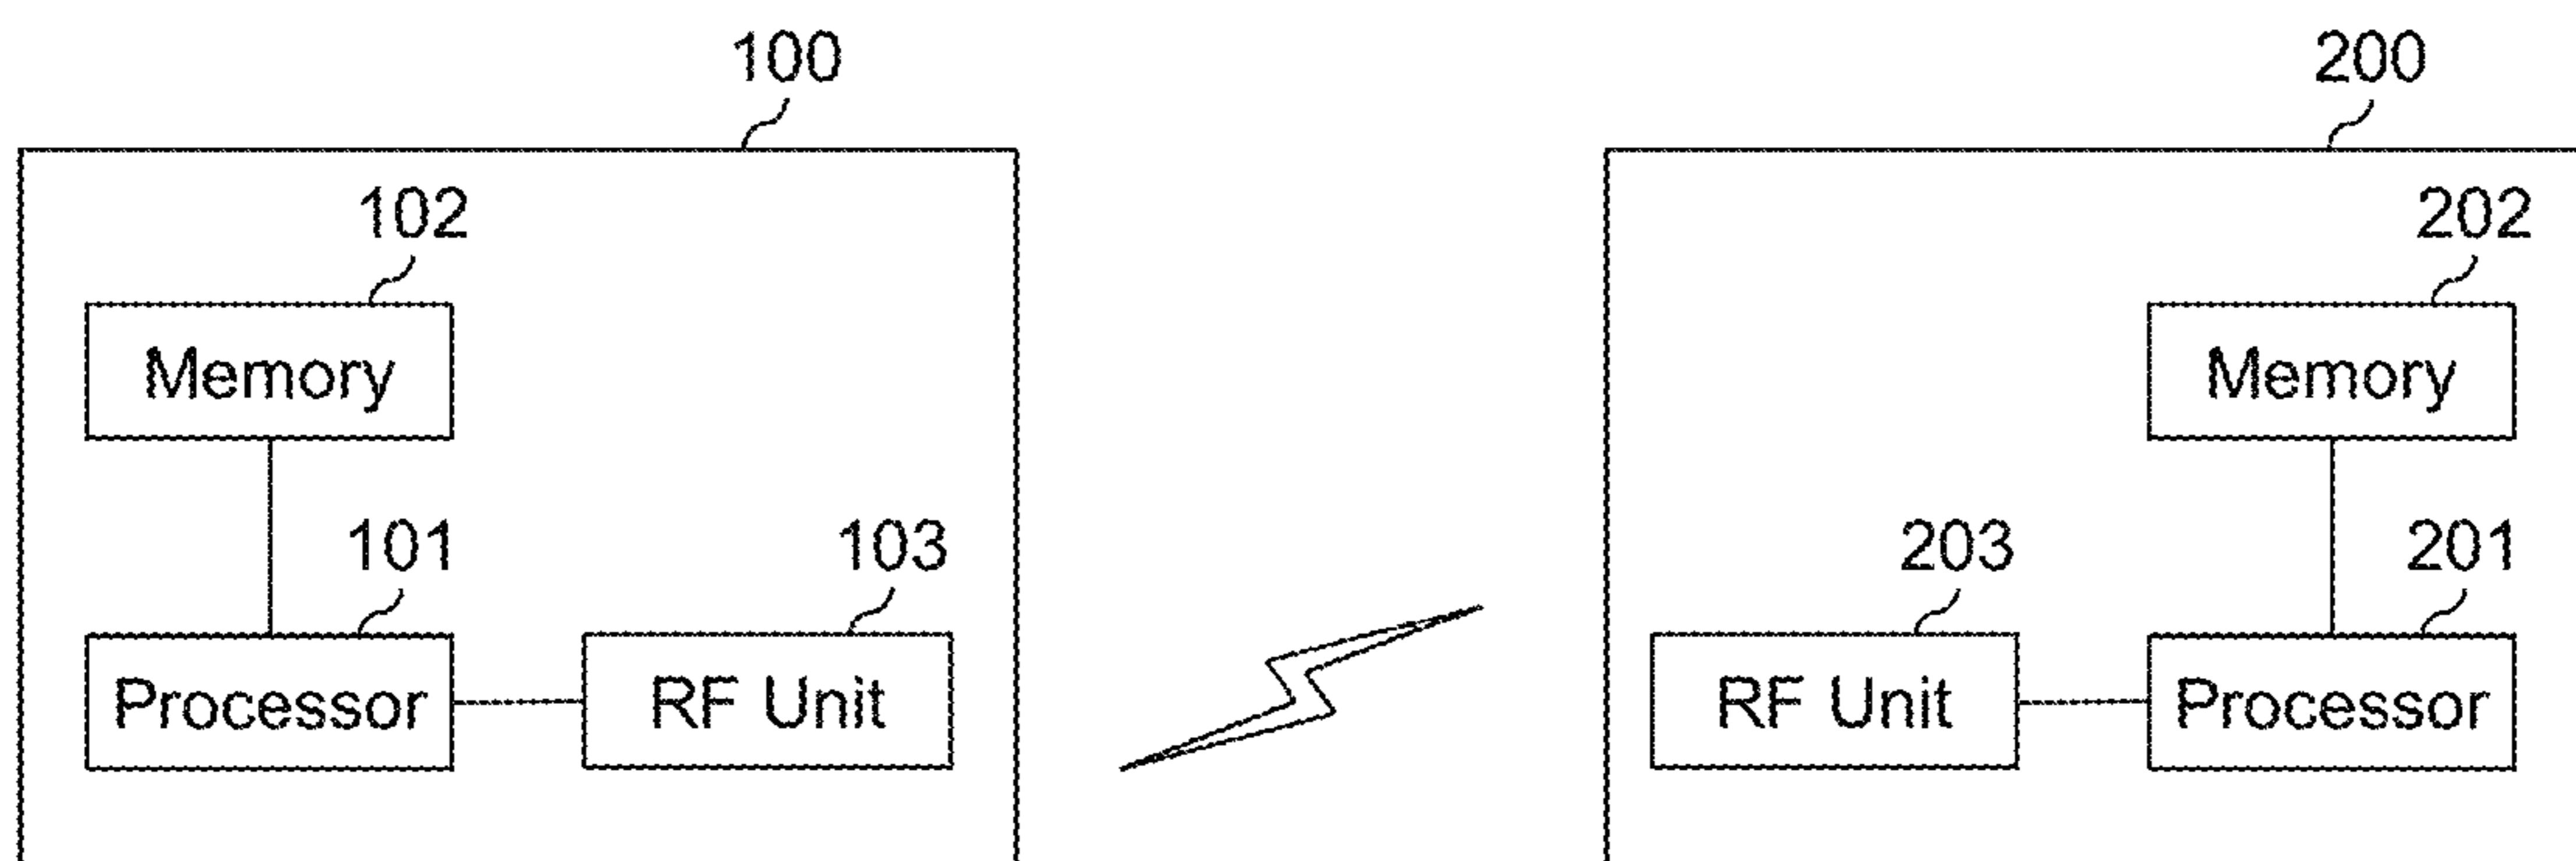 100
200
102
202
Memory
Memory
101
103
203
201
Processor
RF Unit
RF Unit
Processor